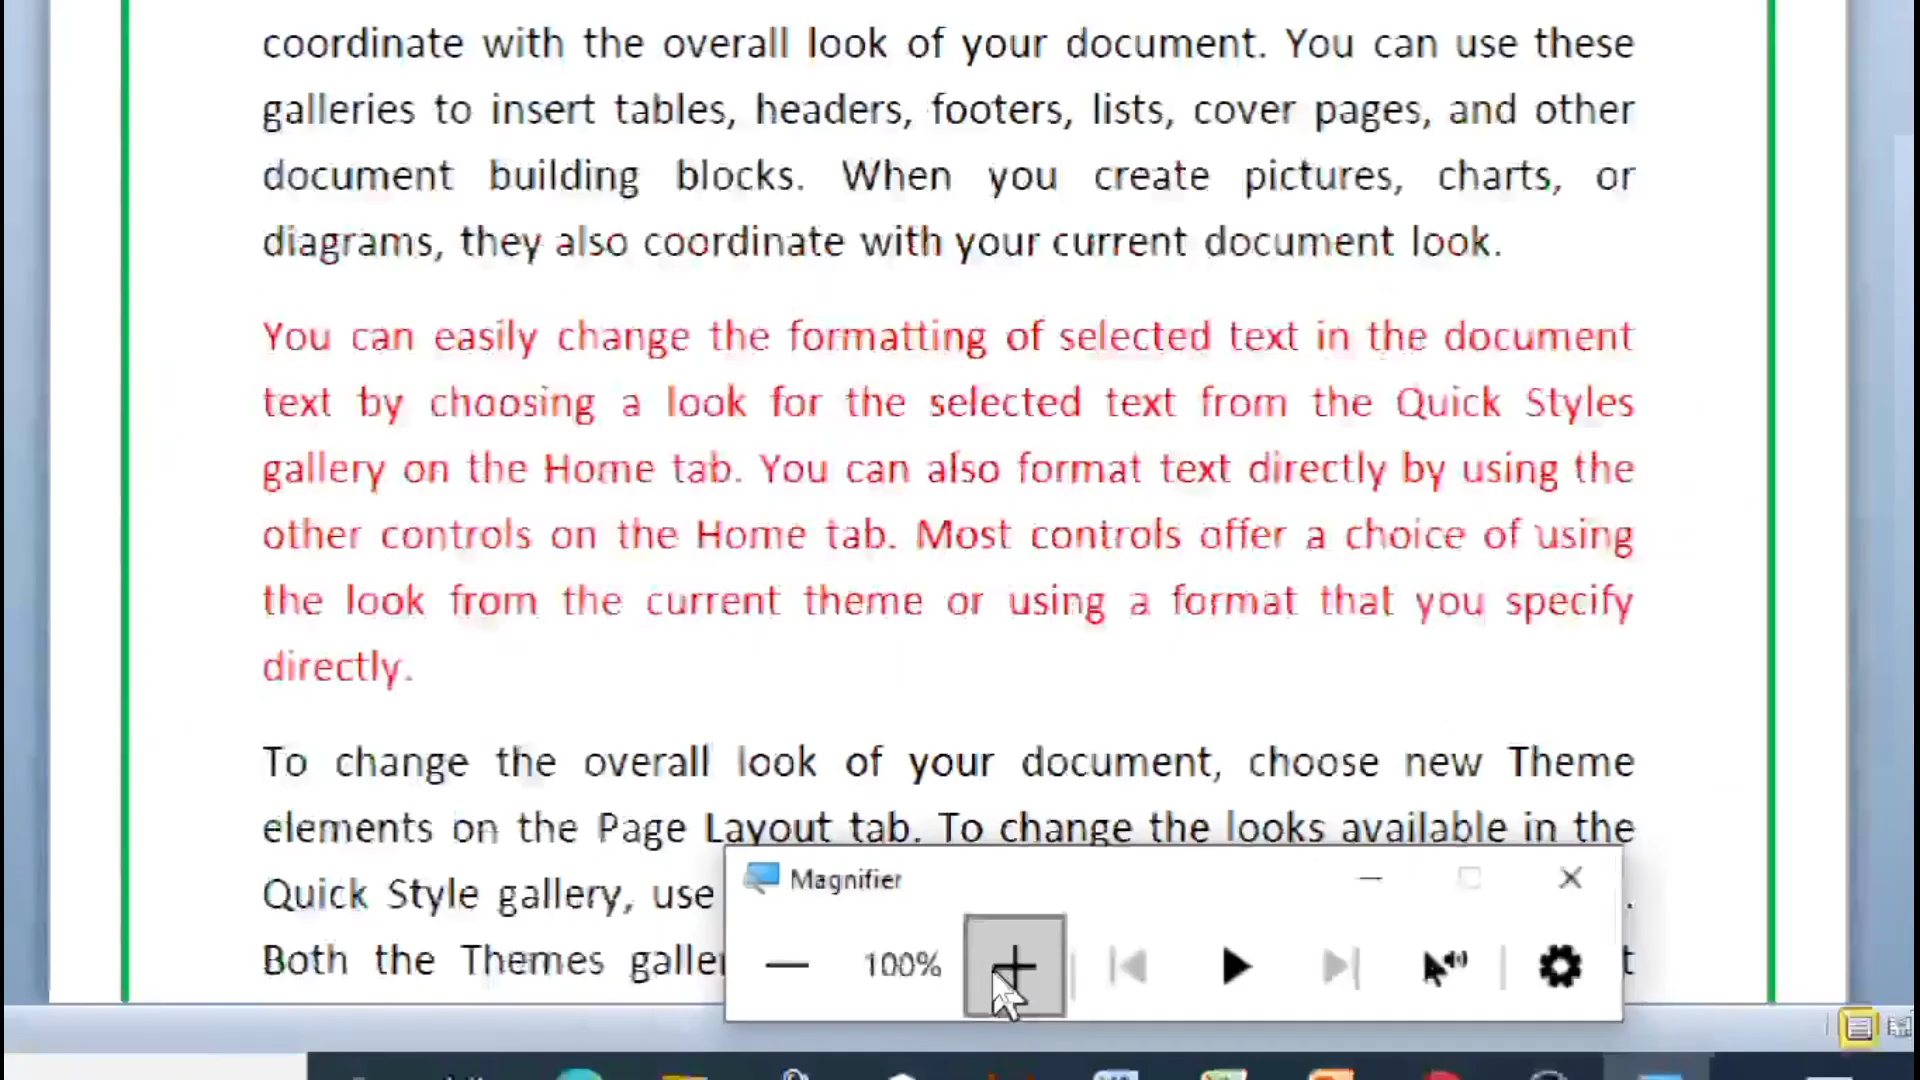 coordinate with the overall look of your document. You can use these
galleries to insert tables, headers, footers, lists, cover pages, and other
document building blocks. When you create pictures, charts, or
diagrams, they also coordinate with your current document look.
You can easily change the formatting of selected text in the document
text by choosing a look for the selected text from the Quick Styles
gallery on the Home tab. You can also format text directly by using the
other controls on the Home tab. Most controls offer a choice of using
the look from the current theme or using a format that you specify
directly.
To change the overall look of your document, choose new Theme
elements on the Page Layout tab. To change the looks available in the
Quick Style gallery, use
Both the Themes galler
Magnifier
100%